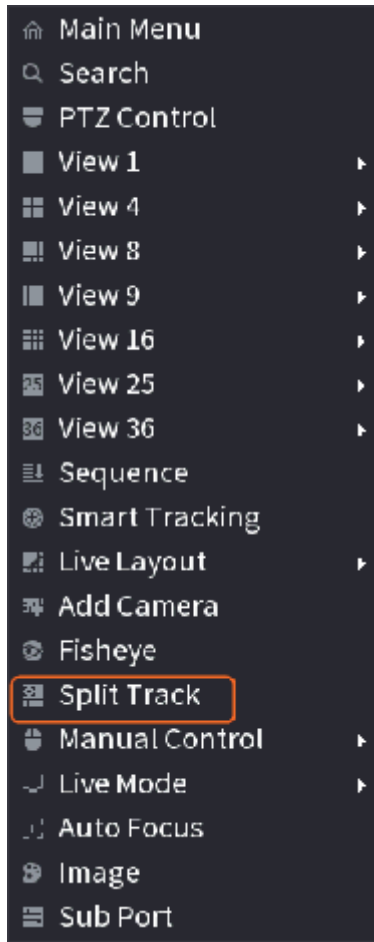 Main Menu
Search
PTZ Control
View 1
View 4
View 8
View 9
View 16
25 View 25
36 View 36
Sequence
Smart Tracking
Live Layout
Add Camera
Fisheye
Split Track
Manual Control
Live Mode
Auto Focus
Image
Sub Port